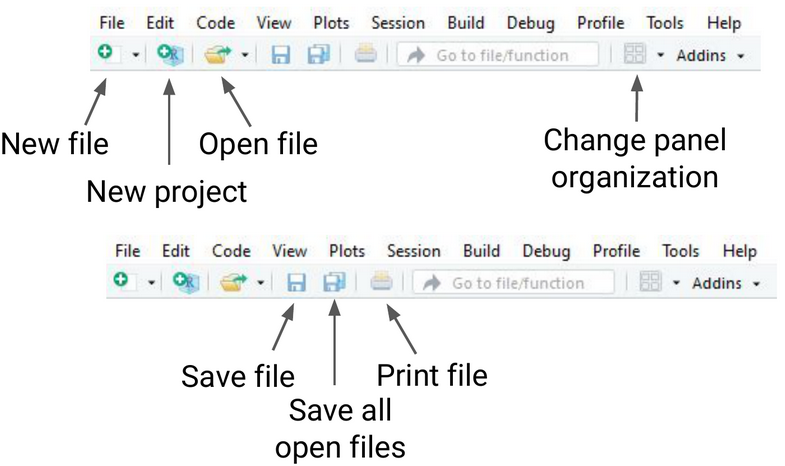 File Edit Code View Plots Session Build Debug Profile Tools Help
R Go to file/function Addins
New file
Open file
New project
Change panel
organization
File Edit Code View Plots Session Build Debug Profile Tools Help
R Go to file/function Addins
Save file
Print file
Save all
open files